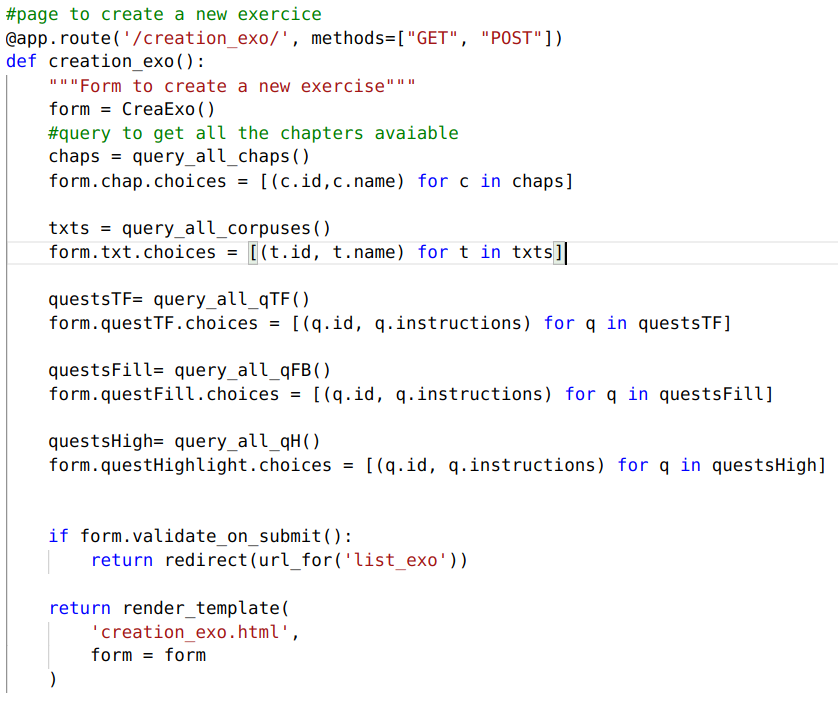 #page to create a new exercice
@app.route('/creation_exo/', methods=["GET", "POST"])
def creation_exo():
    """Form to create a new exercise"""
    form = CreaExo()
    #query to get all the chapters avaiable
    chaps = query_all_chaps()
    form.chap.choices = [(c.id,c.name) for c in chaps]

    txts = query_all_corpuses()
    form.txt.choices = [(t.id, t.name) for t in txts]

    questsTF= query_all_qTF()
    form.questTF.choices = [(q.id, q.instructions) for q in questsTF]

    questsFill= query_all_qFB()
    form.questFill.choices = [(q.id, q.instructions) for q in questsFill]

    questsHigh= query_all_qH()
    form.questHighlight.choices = [(q.id, q.instructions) for q in questsHigh]


    if form.validate_on_submit():
        return redirect(url_for('list_exo'))

    return render_template(
        'creation_exo.html',
        form = form
    )